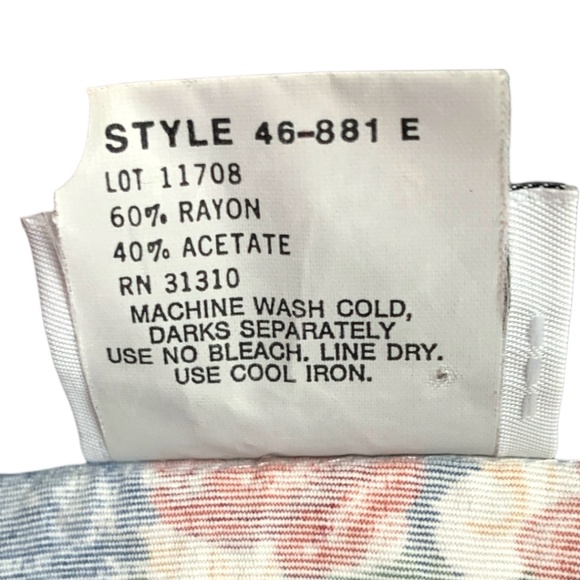 STYLE 46-881 E
LOT 11708
60% RAYON
40% ACETATE
RN 31310
MACHINE WASH COLD,
DARKS SEPARATELY
USE NO BLEACH. LINE DRY.
USE COOL IRON.